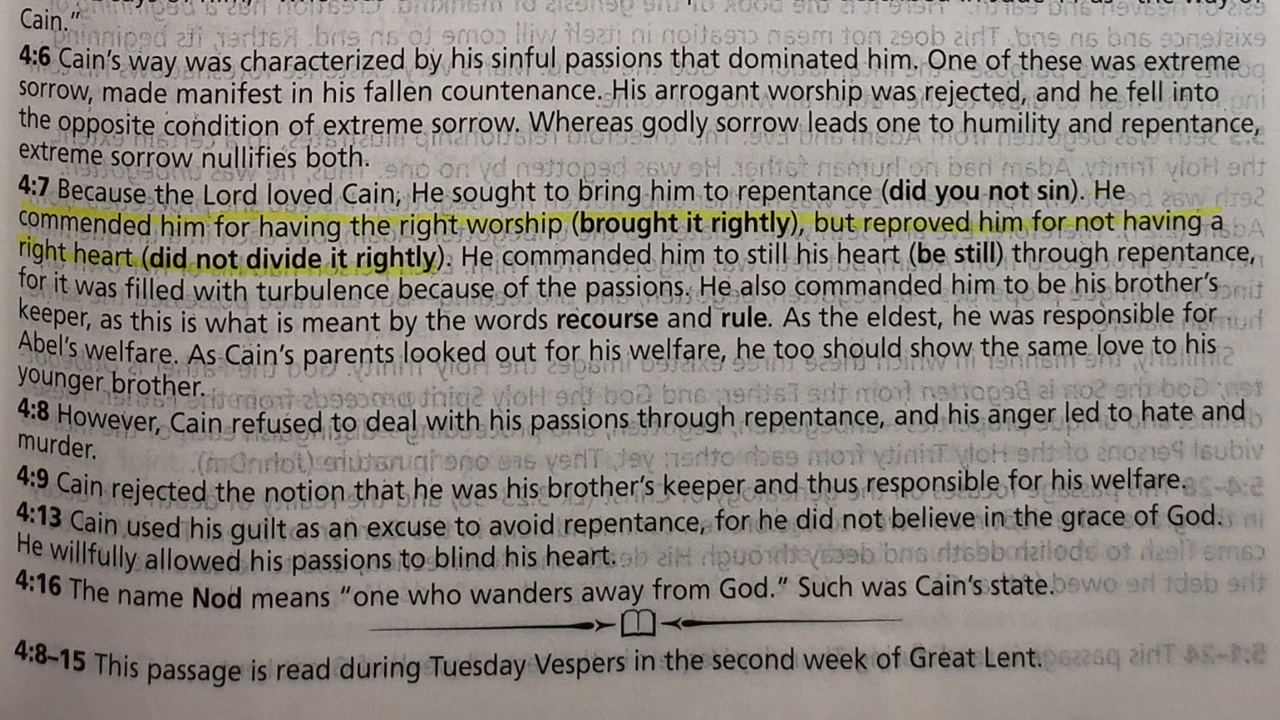 Cain."
4:6 Cain's way was characterized by his sinful passions that dominated him. One of these was extreme
sorrow, made manifest in his fallen countenance. His arrogant worship was rejected, and he fell into
the opposite condition of extreme sorrow. Whereas godly sorrow leads one to humility and repentance,
extreme sorrow nullifies both.
4:7 Because the Lord loved Cain, He sought to bring him to repentance (did you not sin). He
commended him for having the right worship (brought it rightly), but reproved him for not having a
right heart (did not divide it rightly). He commanded him to still his heart (be still) through repentance,
for it was filled with turbulence because of the passions. He also commanded him to be his brother's
keeper, as this is what is meant by the words recourse and rule. As the eldest, he was responsible for
Abel's welfare. As Cain's parents looked out for his welfare, he too should show the same love to his
younger brother.
4:8 However, Cain refused to deal with his passions through repentance, and his anger led to hate and
murder.
4:9 Cain rejected the notion that he was his brother's keeper and thus responsible for his welfare.
4:13 Cain used his guilt as an excuse to avoid repentance, for he did not believe in the grace of God.
He willfully allowed his passions to blind his heart.
4:16 The name Nod means "one who wanders away from God." Such was Cain's state.
4:8–15 This passage is read during Tuesday Vespers in the second week of Great Lent.